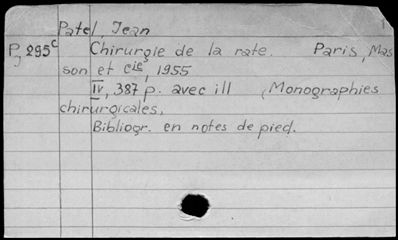 Patel, Jean
PJ 295c Chirurgie de la rate. Paris, Mas
son et Cie, 1955
IV, 387 p. avec ill (Monographies
chirurgicales,
Bibliogr. en notes de pied.